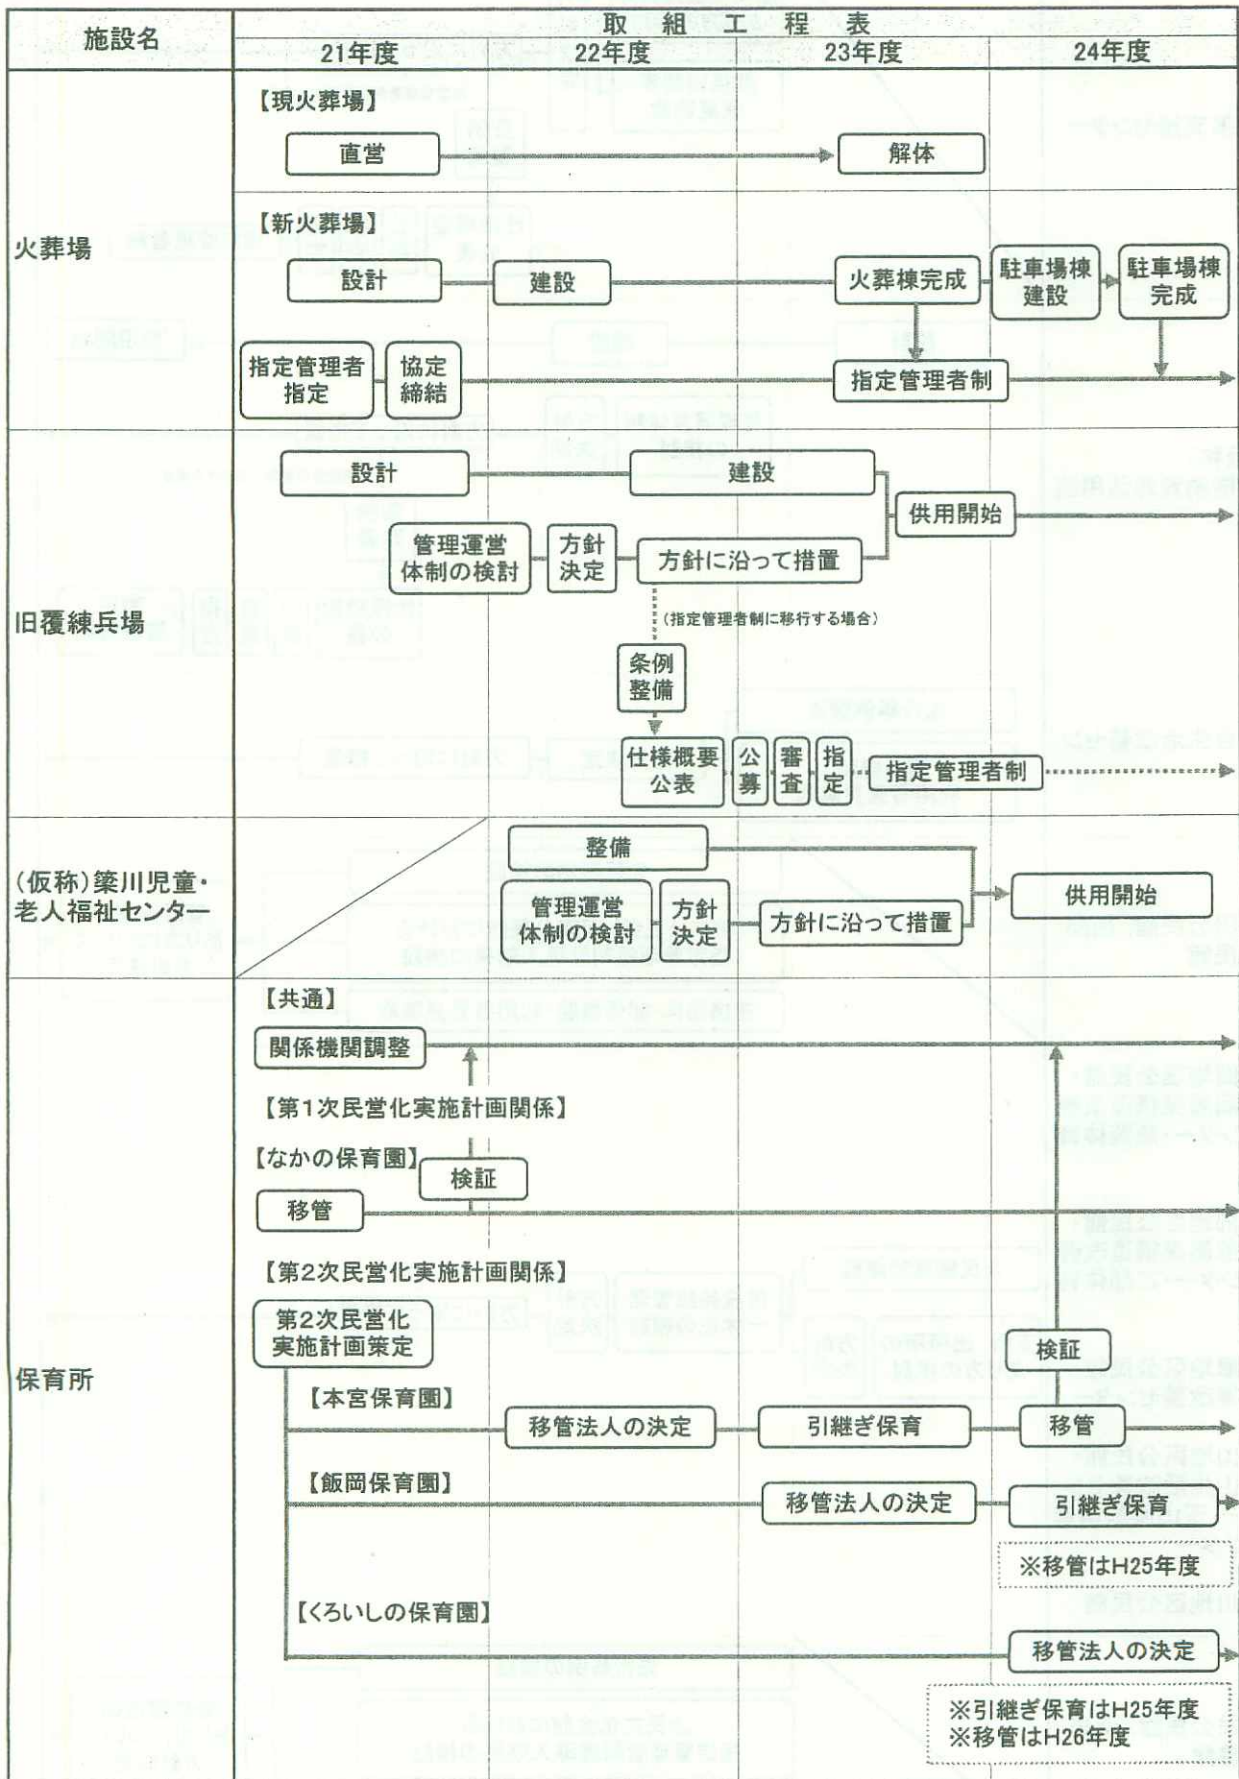 施設名
取組工程表
21年度
22年度
23年度
24年度
火葬場
【現火葬場】
直営
解体
【新火葬場】
設計
建設
火葬棟完成
駐車場棟
建設
駐車場棟
完成
指定管理者
指定
協定
締結
指定管理者制
旧覆練兵場
設計
建設
供用開始
管理運営
体制の検討
方針
決定
方針に沿って措置
(指定管理者制に移行する場合)
条例
整備
仕様概要
公表
公募
審査
指定
指定管理者制
(仮称)簗川児童・
老人福祉センター
整備
管理運営
体制の検討
方針
決定
方針に沿って措置
供用開始
保育所
【共通】
関係機関調整
【第1次民営化実施計画関係】
【なかの保育園】
検証
移管
【第2次民営化実施計画関係】
第2次民営化
実施計画策定
検証
【本宮保育園】
移管法人の決定
引継ぎ保育
移管
【飯岡保育園】
移管法人の決定
引継ぎ保育
※移管はH25年度
【くろいしの保育園】
移管法人の決定
※引継ぎ保育はH25年度
※移管はH26年度